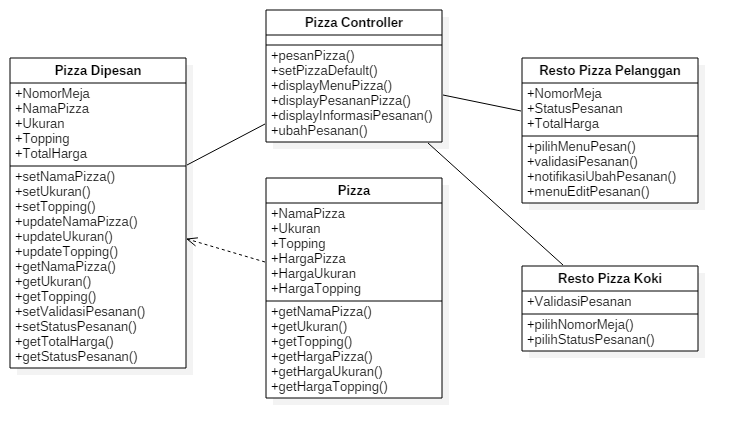 Pizza Controller
+pesanPizza()
+setPizzaDefault()
+displayMenuPizza()
+displayPesananPizza()
+displayInformasiPesanan()
+ubahPesanan()
Pizza Dipesan
+NomorMeja
+NamaPizza
+Ukuran
+Topping
+TotalHarga
+setNamaPizza()
+setUkuran()
+setTopping()
+updateNamaPizza()
+updateUkuran()
+updateTopping()
+getNamaPizza()
+getUkuran()
+getTopping()
+setValidasiPesanan()
+setStatusPesanan()
+getTotalHarga()
+getStatusPesanan()
Resto Pizza Pelanggan
+NomorMeja
+StatusPesanan
+TotalHarga
+pilihMenuPesan()
+validasiPesanan()
+notifikasiUbahPesanan()
+menuEditPesanan()
Pizza
+NamaPizza
+Ukuran
+Topping
+HargaPizza
+HargaUkuran
+HargaTopping
+getNamaPizza()
+getUkuran()
+getTopping()
+getHargaPizza()
+getHargaUkuran()
+getHargaTopping()
Resto Pizza Koki
+ValidasiPesanan
+pilihNomorMeja()
+pilihStatusPesanan()